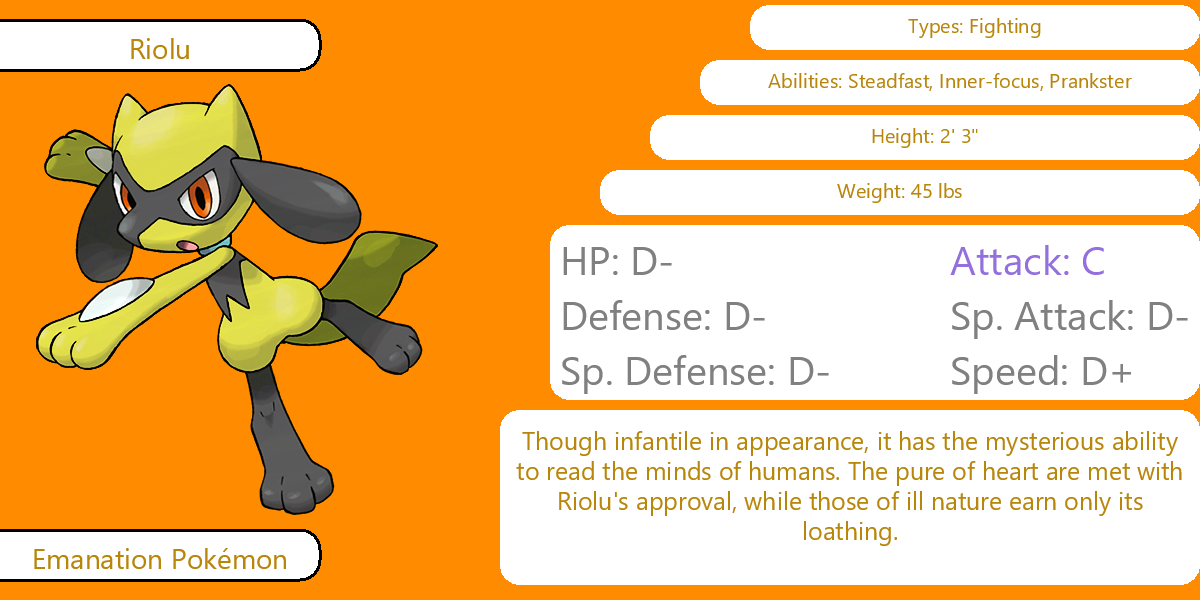 Riolu
Types: Fighting
Abilities: Steadfast, Inner-focus, Prankster
Height: 2' 3"
Weight: 45 lbs
HP: D- Attack: C
Defense: D- Sp. Attack: D-
Sp. Defense: D- Speed: D+
Though infantile in appearance, it has the mysterious ability
to read the minds of humans. The pure of heart are met with
Riolu's approval, while those of ill nature earn only its
loathing.
Emanation Pokémon